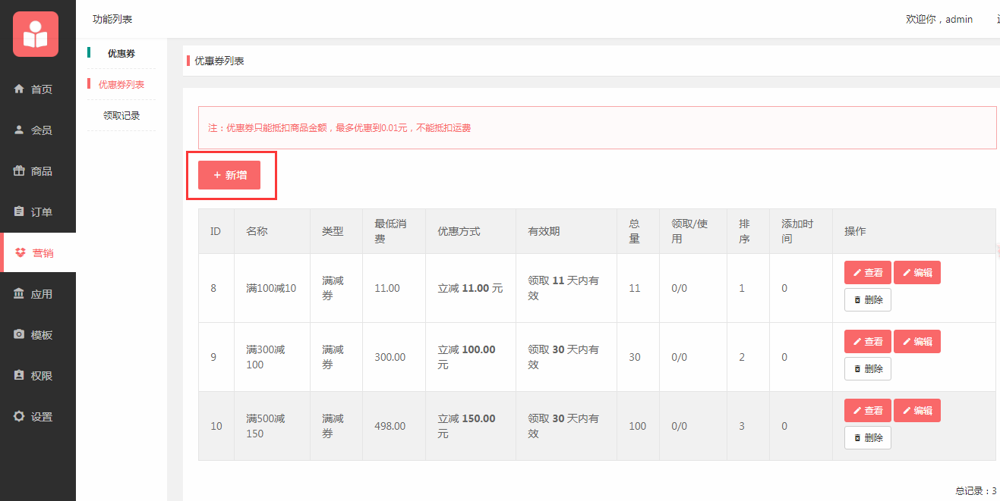 功能列表
欢迎你，admin
首页
会员
商品
订单
营销
应用
模板
权限
设置
优惠券
优惠券列表
领取记录
优惠券列表
注：优惠券只能抵扣商品金额，最多优惠到0.01元，不能抵扣运费
+ 新增
ID 名称 类型 最低消 优惠方式 有效期 总 领取/使 排 添加时 操作
费 量 用 序 间
8 满100减10 满减 11.00 立减 11.00 元 领取 11 天内有 11 0/0 1 0 查看 编辑
券 效 删除
9 满300减 满减 300.00 立减 100.00 领取 30 天内有 30 0/0 2 0 查看 编辑
100 券 元 效 删除
10 满500减 满减 498.00 立减 150.00 领取 30 天内有 100 0/0 3 0 查看 编辑
150 券 元 效 删除
总记录：3